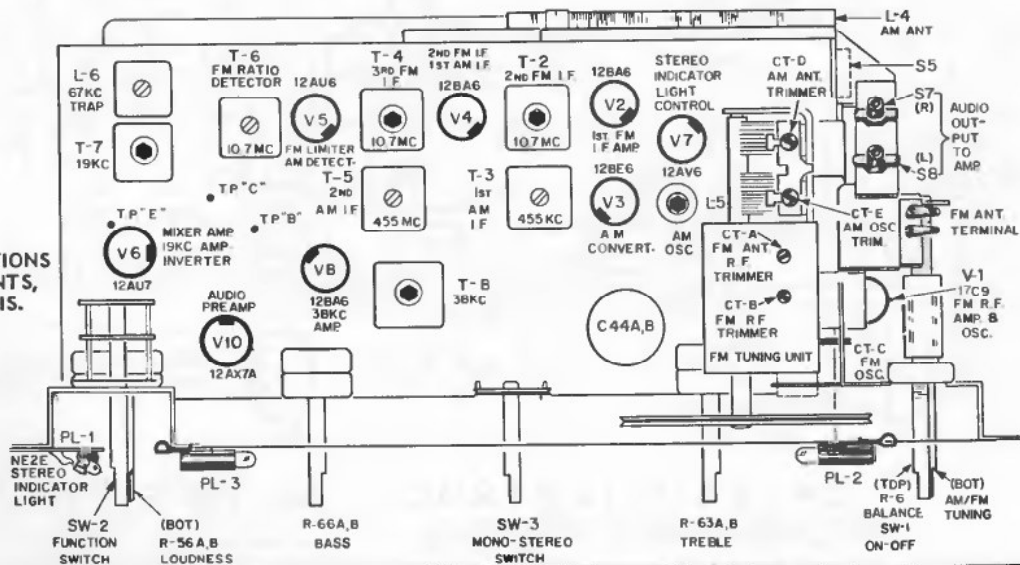 L-4
AM ANT
T-6
FM RATIO
DETECTOR
T-4
3RD FM
I.F.
2ND FM I.F.
1ST AM I.F.
T-2
2ND FM I.F.
STEREO
INDICATOR
LIGHT
CONTROL
CT-D
AM ANT.
TRIMMER
S5
L-6
67KC
TRAP
12AU6
12BA6
12BA6
S7
(R)
AUDIO
OUT-
PUT
TO
AMP.
(L)
S8
V5
V4
V2
V7
T-7
19KC
10.7MC
10.7MC
10.7MC
FM LIMITER
AM DETECT-
1ST FM
I.F AMP.
12BE6
12AV6
T-5
2ND
AM I.F
T-3
1ST
AM
I.F
V3
L5
T.P."C"
T.P."E"
T.P."B"
455MC
455KC
AM
CONVERT-
AM
OSC
CT-E
AM OSC
TRIM.
FM ANT.
TERMINAL
V6
MIXER AMP.
19KC AMP-
INVERTER
12AU7
TIONS
NTS,
IS.
V8
12BA6
38KC
AMP.
T-8
38KC
CT-A
FM ANT.
R.F.
TRIMMER
CT-B
FM RF
TRIMMER
FM TUNING UNIT
V-1
17C9
FM R.F.
AMP. &
OSC.
AUDIO
PREAMP
V10
12AX7A
C44A,B
CT-C
FM
OSC.
PL-1
NE2E
STEREO
INDICATOR
LIGHT
PL-3
PL-2
SW-2
FUNCTION
SWITCH
(BOT)
R-56A,B
LOUDNESS
R-66A,B
BASS
SW-3
MONO-STEREO
SWITCH
R-63A,B
TREBLE
(TOP)
R-6
BALANCE
SW-1
ON-OFF
(BOT)
AM/FM
TUNING